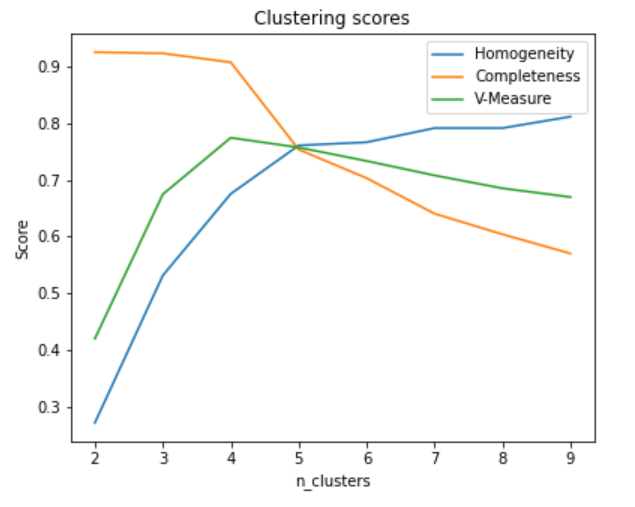 Clustering scores
Homogeneity
Completeness
V-Measure
0.9
0.8
0.7
0.6
0.5
0.4
0.3
Score
2 3 4 5 6 7 8 9
n_clusters